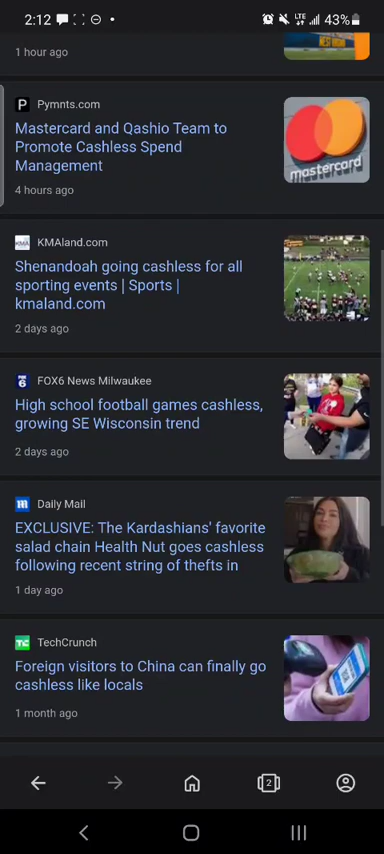 2:12
LTE
43%
1 hour ago
P
Pymnts.com
Mastercard and Qashio Team to
Promote Cashless Spend
Management
mastercard
4 hours ago
KMA
KMAland.com
Shenandoah going cashless for all
sporting events | Sports |
kmaland.com
2 days ago
FOX6 News Milwaukee
High school football games cashless,
growing SE Wisconsin trend
2 days ago
m
Daily Mail
EXCLUSIVE: The Kardashians' favorite
salad chain Health Nut goes cashless
following recent string of thefts in
1 day ago
TC
TechCrunch
Foreign visitors to China can finally go
cashless like locals
1 month ago
2